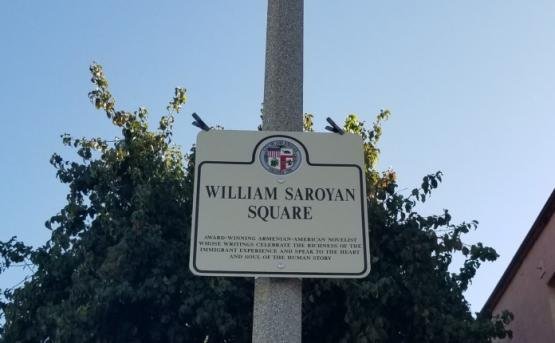 WILLIAM SAROYAN
SQUARE
AWARD-WINNING ARMENIAN-AMERICAN NOVELIST
WHOSE WRITINGS CELEBRATE THE RICHNESS OF THE
IMMIGRANT EXPERIENCE AND SPEAK TO THE HEART
AND SOUL OF THE HUMAN STORY